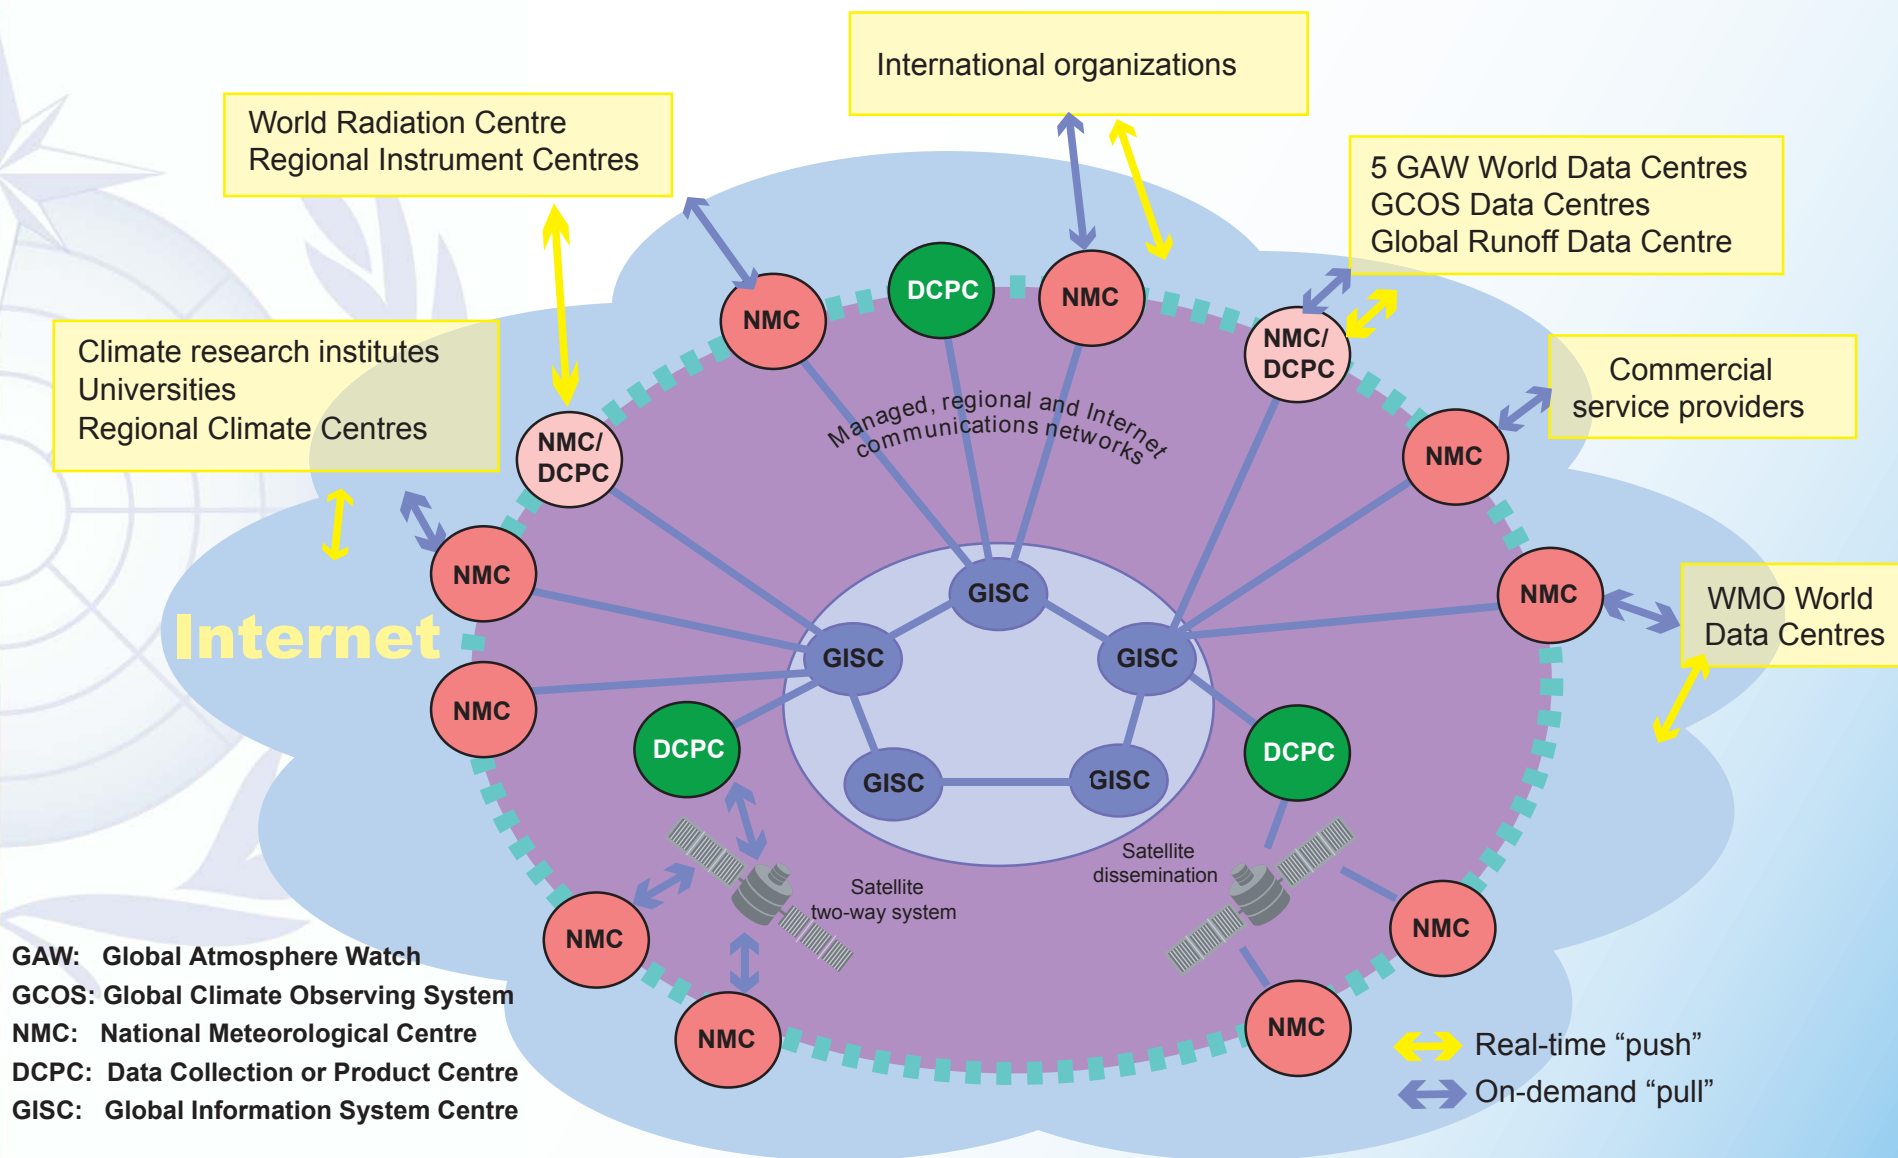 International organizations
World Radiation Centre
Regional Instrument Centres
5 GAW World Data Centres
GCOS Data Centres
Global Runoff Data Centre
Climate research institutes
Universities
Regional Climate Centres
Commercial
service providers
WMO World
Data Centres
NMC
DCPC
NMC
NMC/
DCPC
NMC
NMC/
DCPC
NMC
NMC
NMC
NMC
Managed, regional and Internet
communications networks
Internet
GISC
GISC
GISC
GISC
GISC
DCPC
DCPC
Satellite
two-way system
Satellite
dissemination
NMC
NMC
NMC
NMC
GAW: Global Atmosphere Watch
GCOS: Global Climate Observing System
NMC: National Meteorological Centre
DCPC: Data Collection or Product Centre
GISC: Global Information System Centre
Real-time “push”
On-demand “pull”